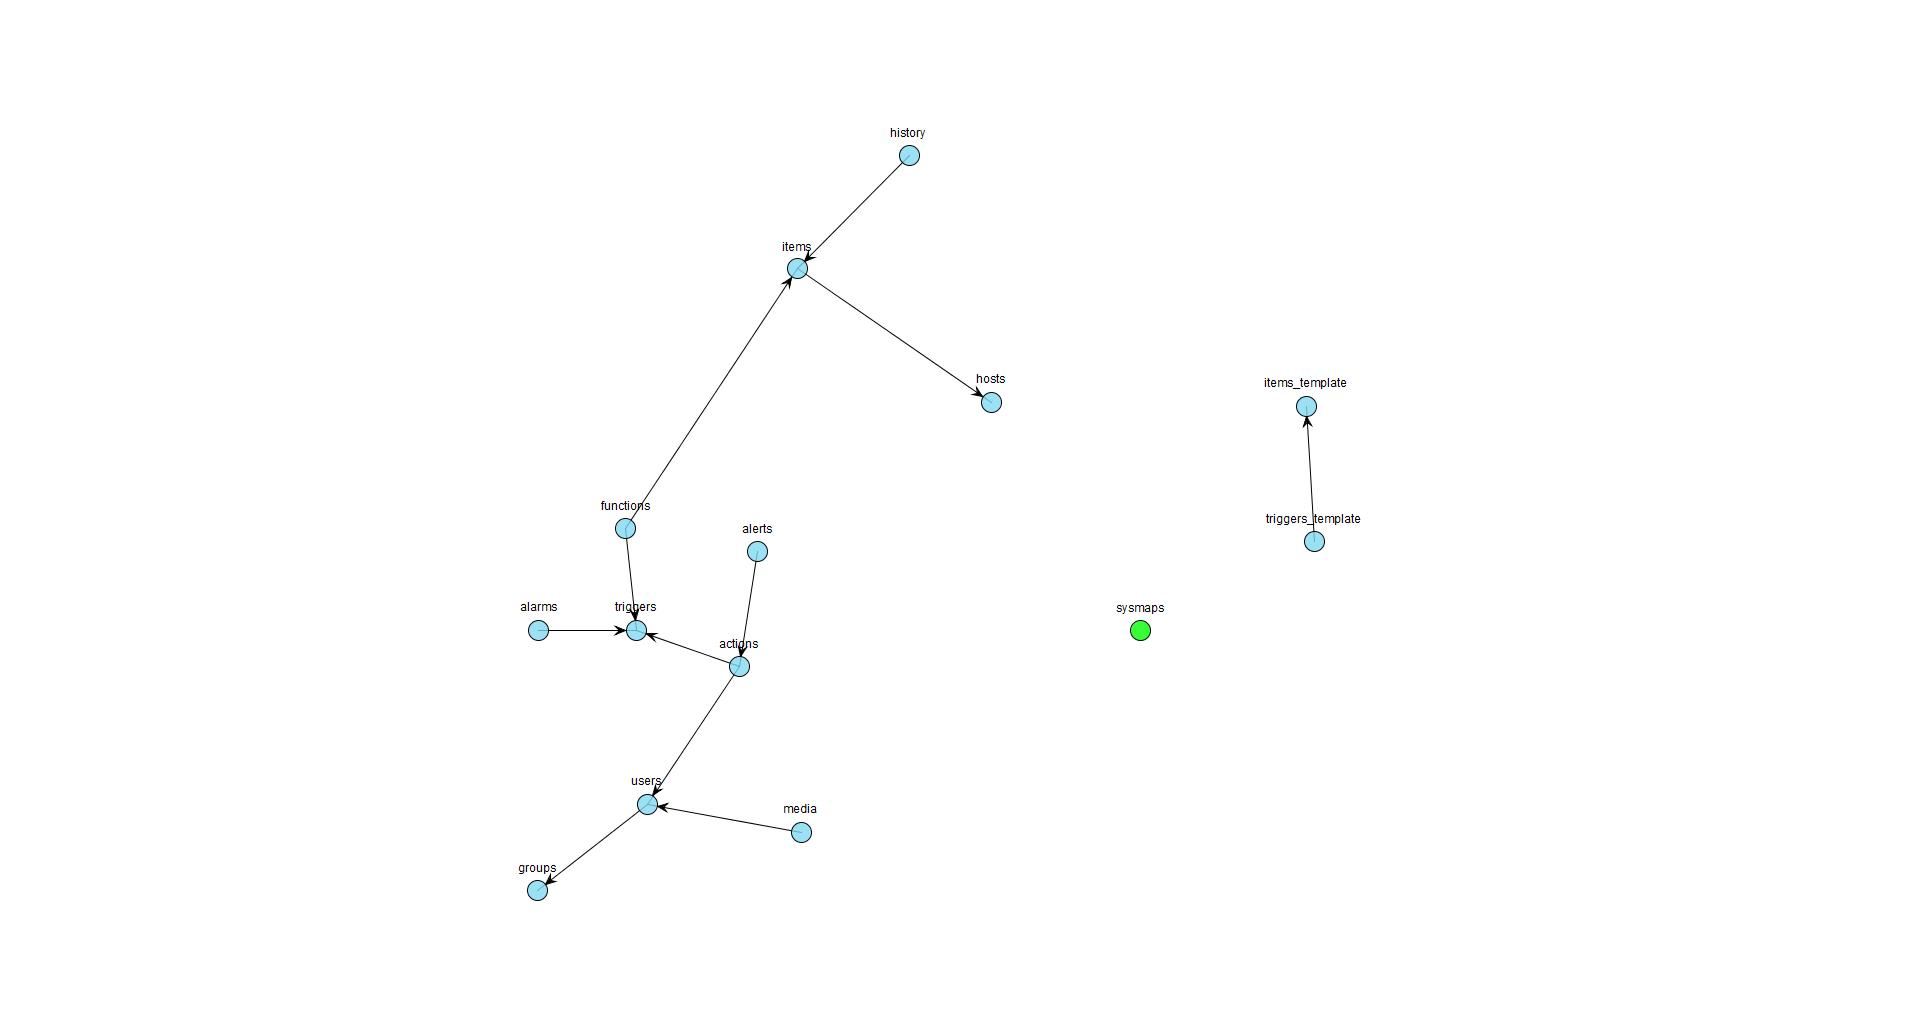 history
items
hosts
items_template
functions
triggers_template
alerts
alarms
triggers
sysmaps
actions
users
media
groups